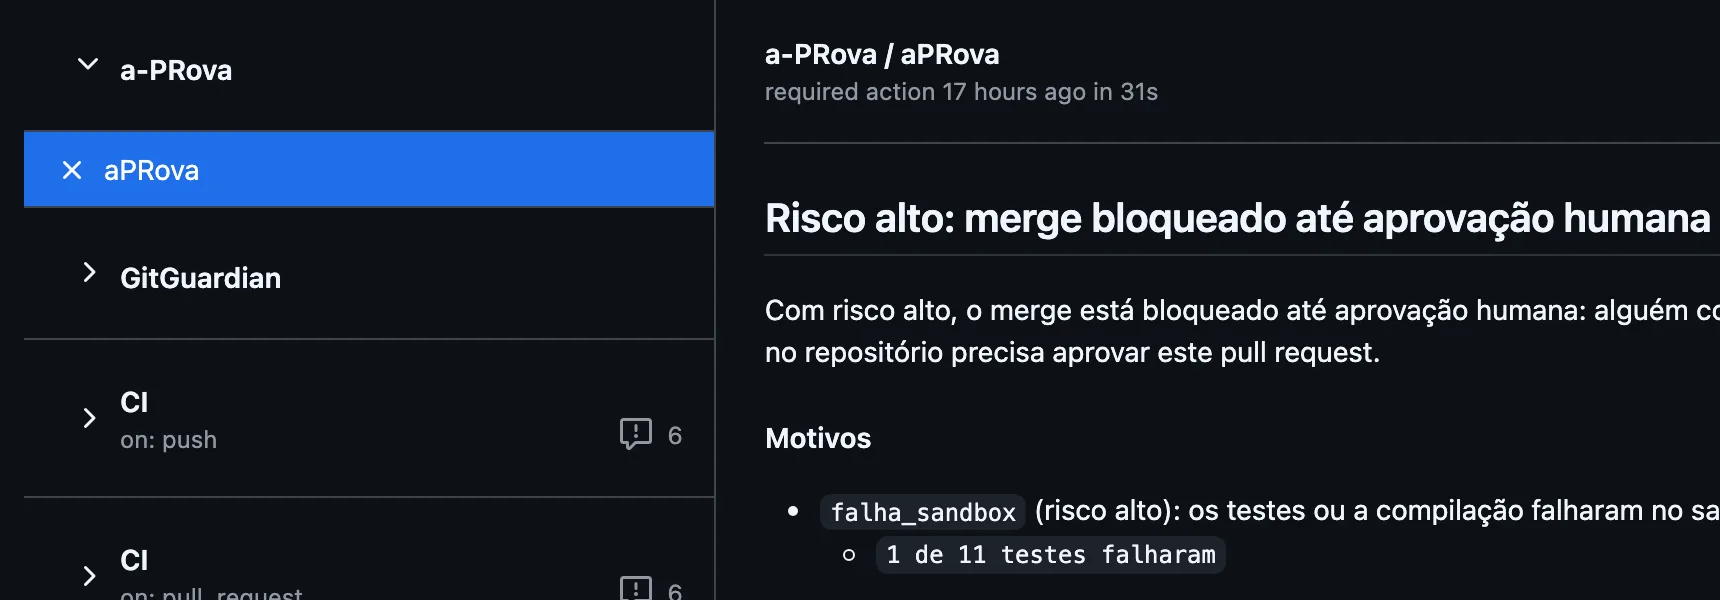 a-PRova
aPRova
GitGuardian
CI
on: push
6
CI
on: pull_request
6
a-PRova / aPRova
required action 17 hours ago in 31s
Risco alto: merge bloqueado até aprovação humana
Com risco alto, o merge está bloqueado até aprovação humana: alguém
no repositório precisa aprovar este pull request.
Motivos
falha_sandbox (risco alto): os testes ou a compilação falharam no
1 de 11 testes falharam